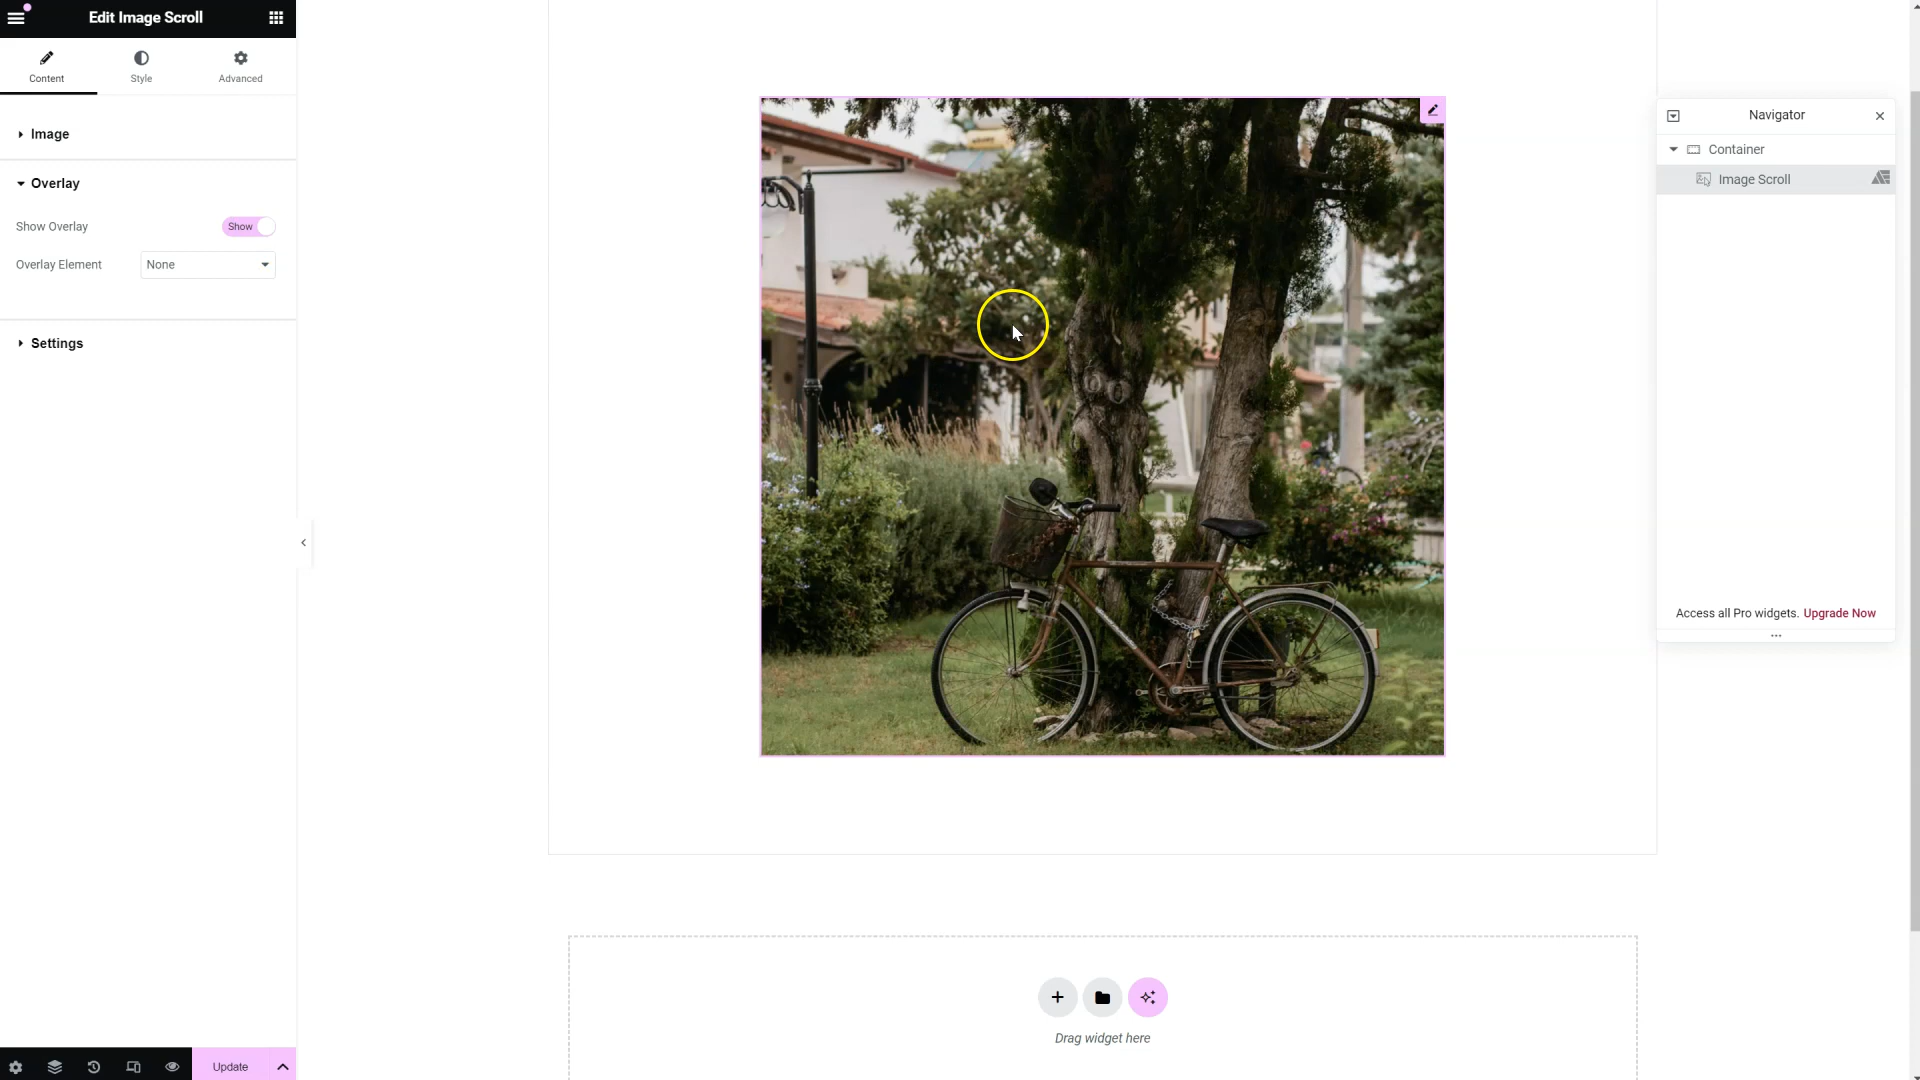 Edit Image Scroll
Content
Style
Advanced
Image
Overlay
Show Overlay
Show
Overlay Element
None
Settings
Update
Navigator
Container
Image Scroll
Access all Pro widgets. Upgrade Now
Drag widget here